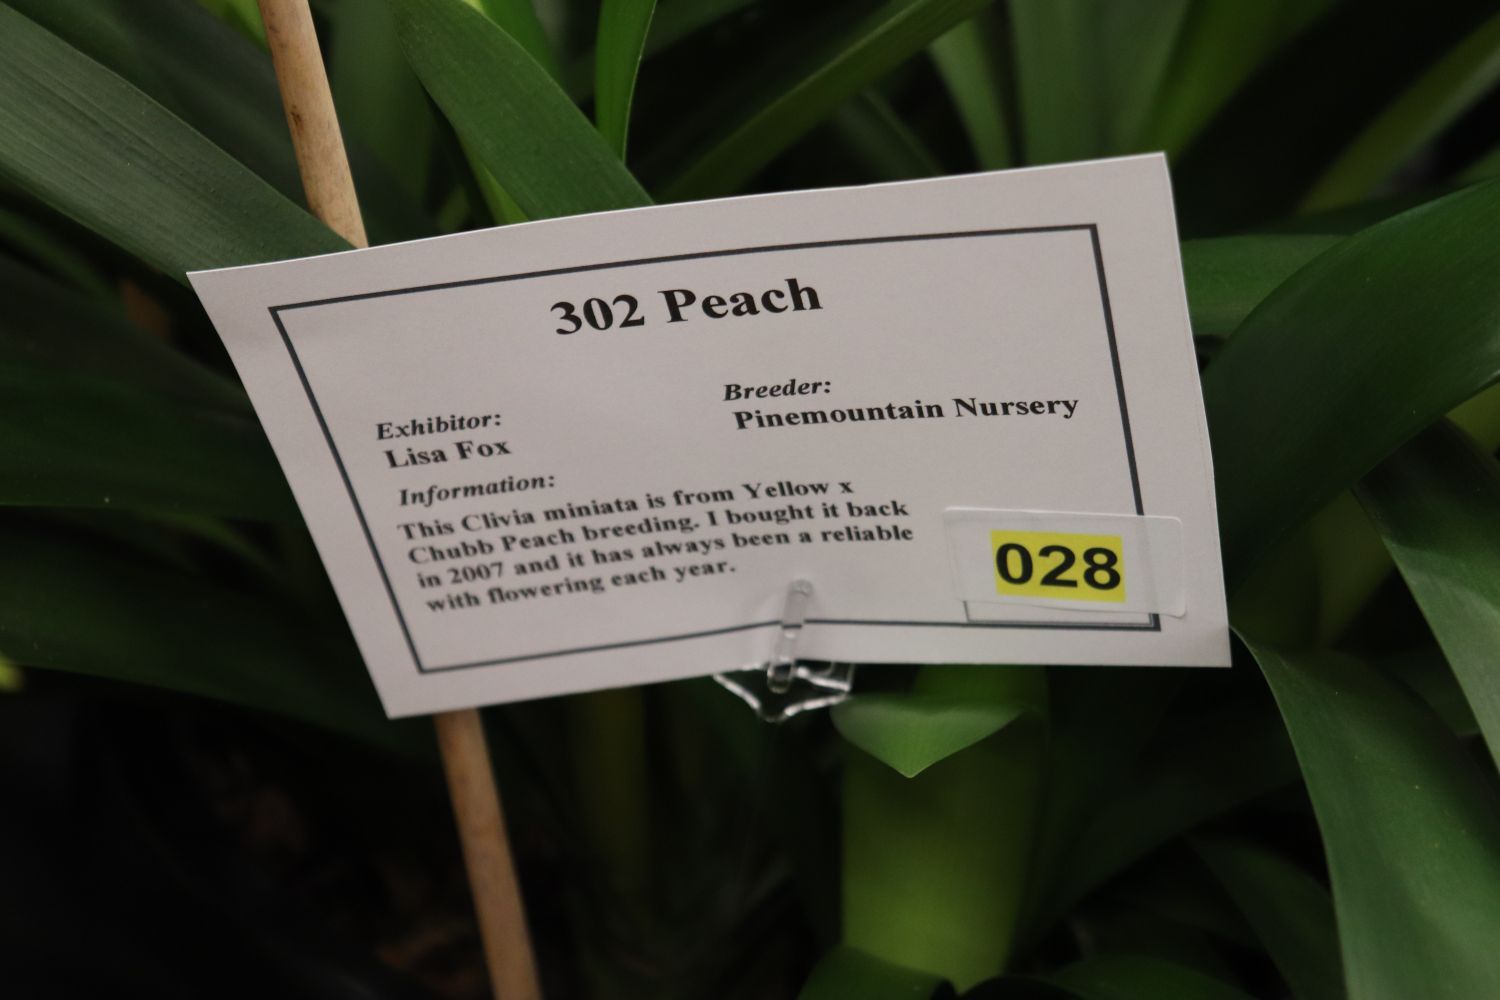 302 Peach
Exhibitor:
Lisa Fox
Breeder:
Pinemountain Nursery
Information:
This Clivia miniata is from Yellow x
Chubb Peach breeding. I bought it back
in 2007 and it has always been a reliable
with flowering each year.
028